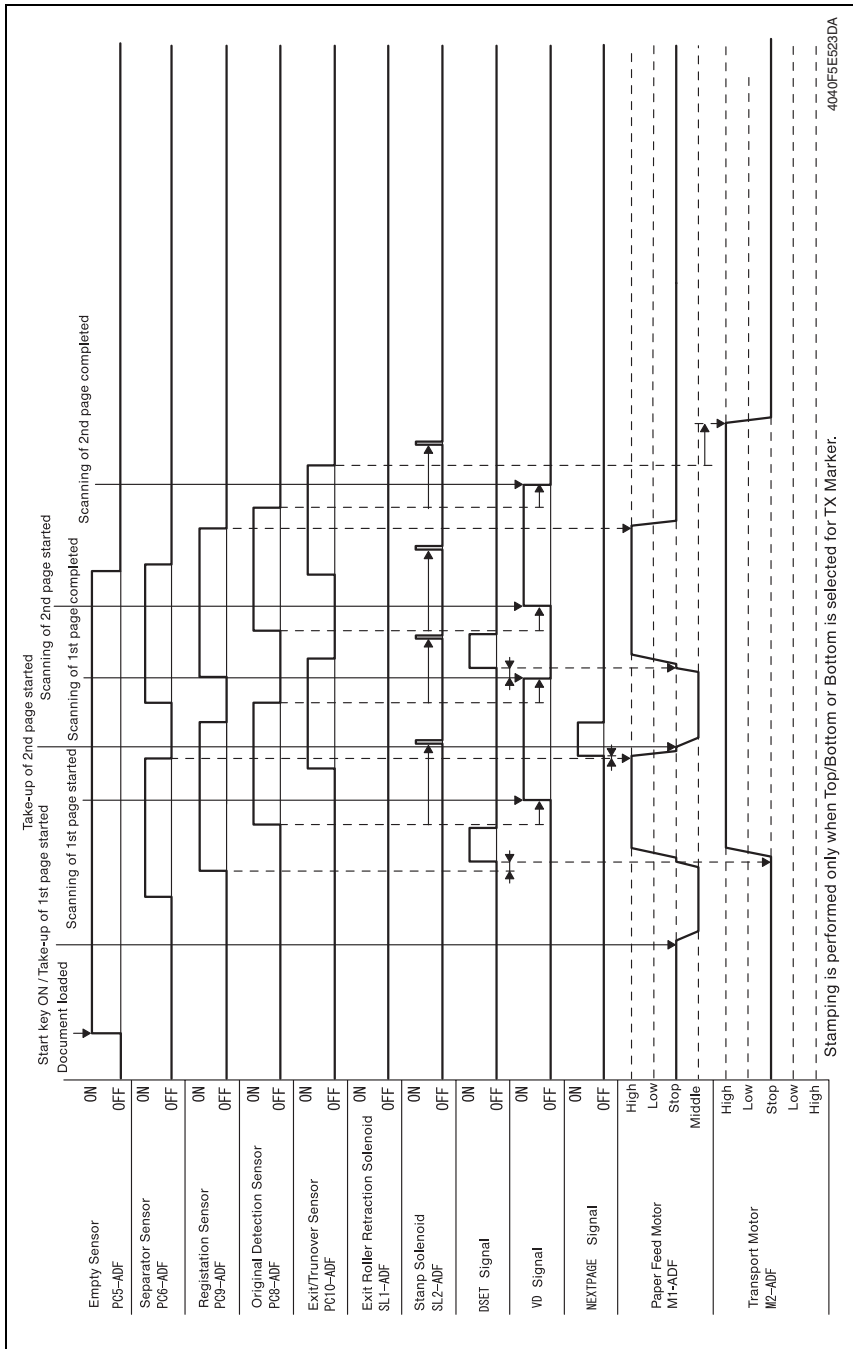 Start key ON / Take-up of 1st page started
Document loaded
Take-up of 2nd page started
Scanning of 1st page started
Scanning of 2nd page started
Scanning of 1st page completed
Scanning of 2nd page completed
Empty Sensor
PC5-ADF
ON
OFF
Separator Sensor
PC6-ADF
ON
OFF
Registation Sensor
PC9-ADF
ON
OFF
Original Detection Sensor
PC8-ADF
ON
OFF
Exit/Trunover Sensor
PC10-ADF
ON
OFF
Exit Roller Retraction Solenoid
SL1-ADF
ON
OFF
Stanp Solenoid
SL2-ADF
ON
OFF
DSET Signal
ON
OFF
VD Signal
ON
OFF
NEXTPAGE Signal
ON
OFF
Paper Feed Motor
M1-ADF
High
Low
Stop
Middle
Transport Motor
M2-ADF
High
Low
Stop
Low
High
Stamping is performed only when Top/Bottom or Bottom is selected for TX Marker.
4040F5E523DA